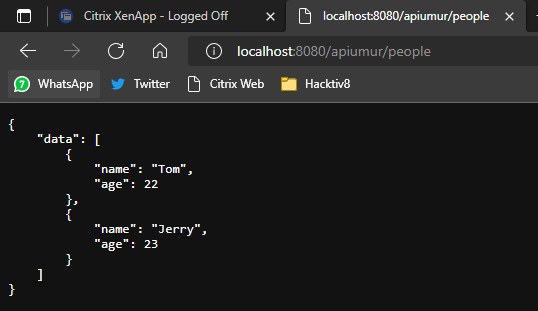 Citrix XenApp - Logged Off
localhost:8080/apiumur/people
localhost:8080/apiumur/people
7 WhatsApp
Twitter
Citrix Web
Hacktiv8
{
    "data": [
        {
            "name": "Tom",
            "age": 22
        },
        {
            "name": "Jerry",
            "age": 23
        }
    ]
}